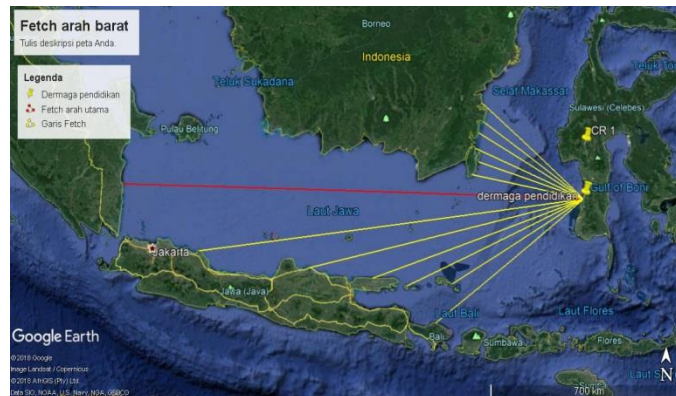 Fetch arah barat
Tulis deskripsi peta Anda.
Legenda
Dermaga pendidikan
Fetch arah utama
Garis Fetch
Borneo
Indonesia
Teluk Sukadana
Selat Makassar
Teluk
Sulawesi (Celebes)
Pulau Belitung
CR 1
Gulf of Boni
dermaga pendidikan
Laut Jawa
Jakarta
Jawa (Java)
Laut Bali
Laut Flores
Bali
Sumbawa
Flores
Google Earth
© 2018 Google
Image Landsat / Copernicus
© 2018 AfriGIS (Pty) Ltd.
Data SIO, NOAA, U.S. Navy, NGA, GEBCO
700 km
N